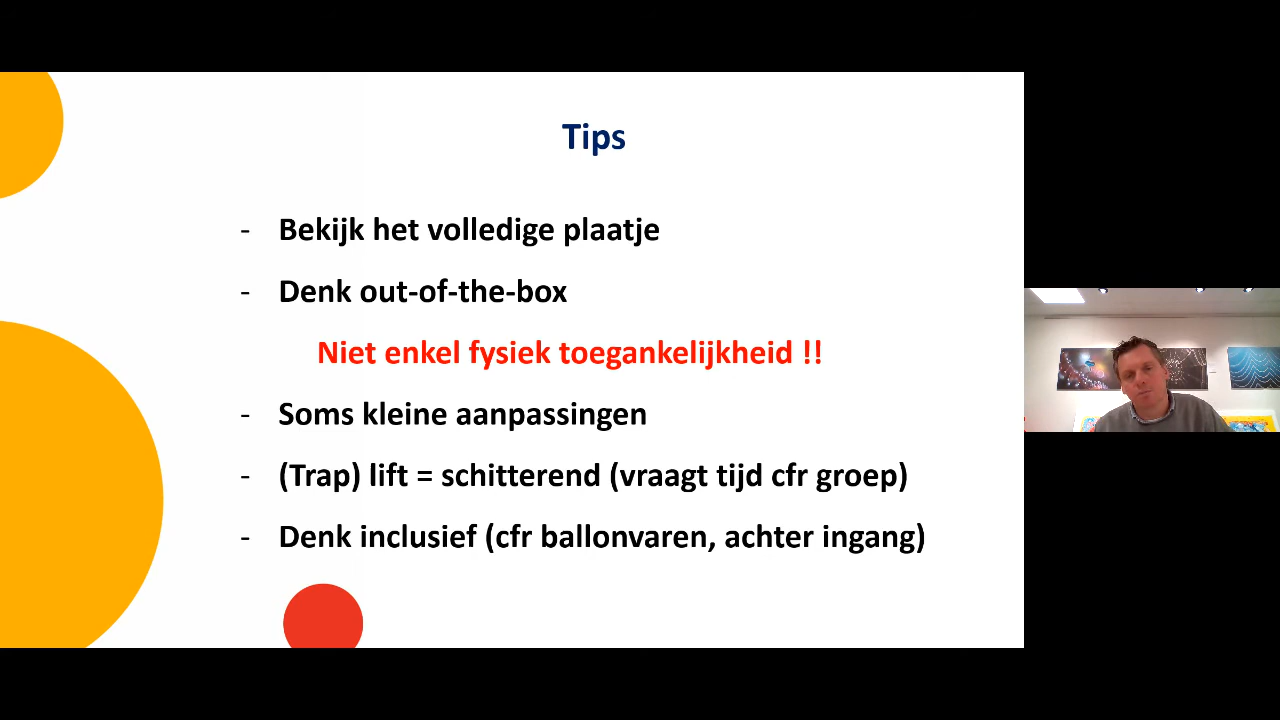 Tips
- Bekijk het volledige plaatje
- Denk out-of-the-box
Niet enkel fysiek toegankelijkheid !!
- Soms kleine aanpassingen
- (Trap) lift = schitterend (vraagt tijd cfr groep)
- Denk inclusief (cfr ballonvaren, achter ingang)